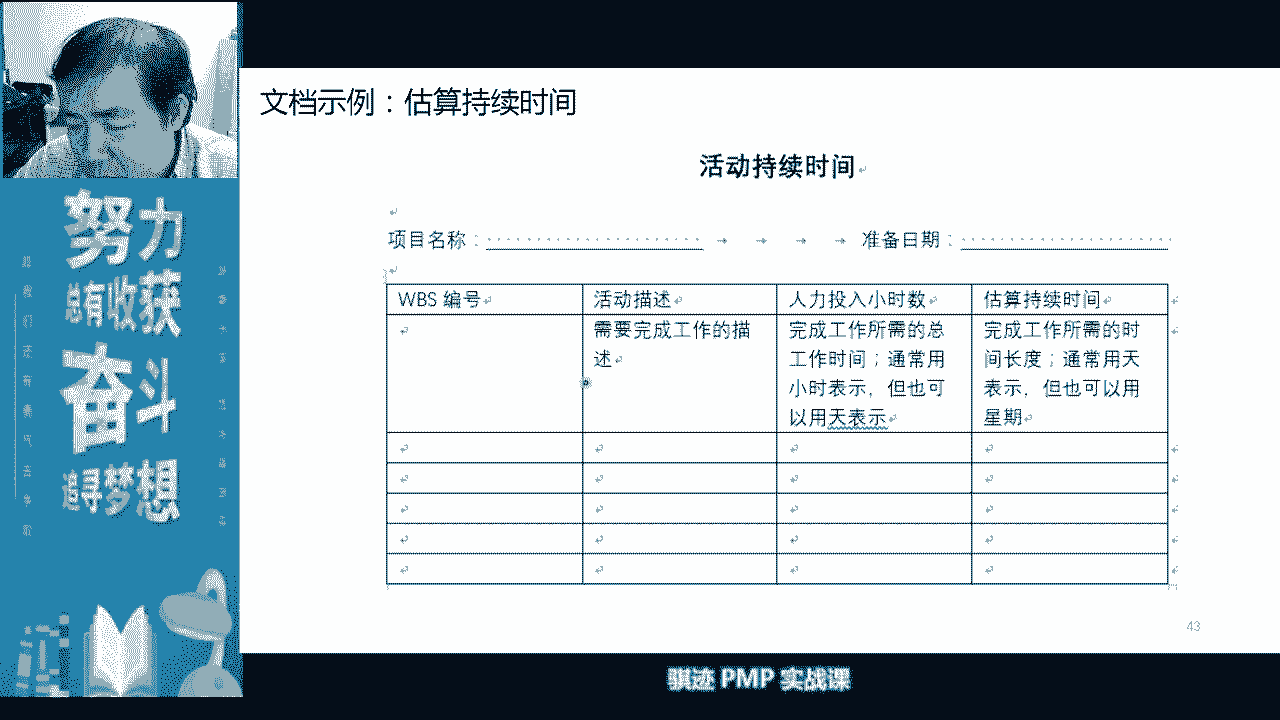 文档示例：估算持续时间
活动持续时间
项目名称：
准备日期：
WBS 编号
活动描述
人力投入小时数
估算持续时间
需要完成工作的描
述
完成工作所需的总
工作时间；通常用
小时表示，但也可
以用天表示
完成工作所需的时
间长度；通常用天
表示，但也可以用
星期
43
努力
总有收获
奋斗
追寻梦想
骐迹 PMP 实战课